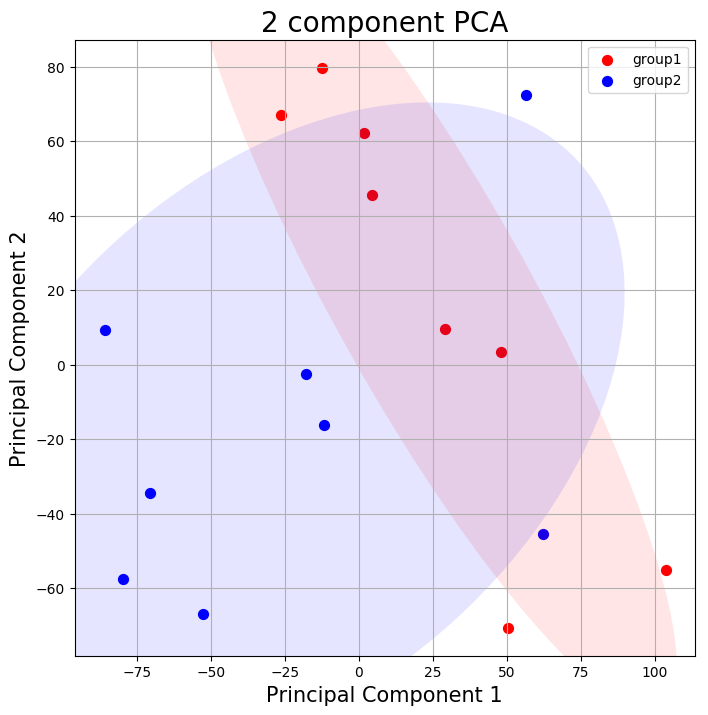 2 component PCA
group1
group2
Principal Component 2
80
60
40
20
0
−20
−40
−60
−75 −50 −25 0 25 50 75 100
Principal Component 1